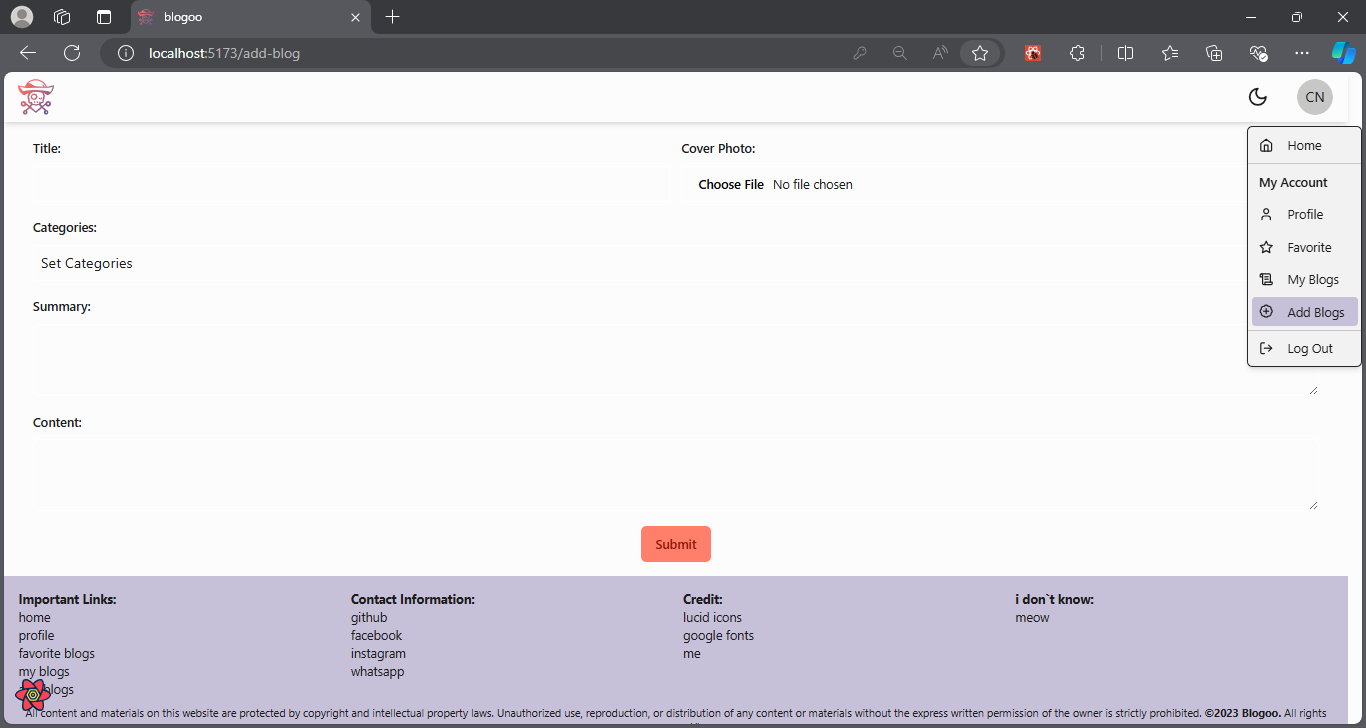 blogoo
localhost:5173/add-blog
CN
Title:
Cover Photo:
Choose File No file chosen
Categories:
Set Categories
Summary:
Content:
Submit
Home
My Account
Profile
Favorite
My Blogs
Add Blogs
Log Out
Important Links:
home
profile
favorite blogs
my blogs
blogs
Contact Information:
github
facebook
instagram
whatsapp
Credit:
lucid icons
google fonts
me
i don`t know:
meow
All content and materials on this website are protected by copyright and intellectual property laws. Unauthorized use, reproduction, or distribution of any content or materials without the express written permission of the owner is strictly prohibited. ©2023 Blogoo. All rights